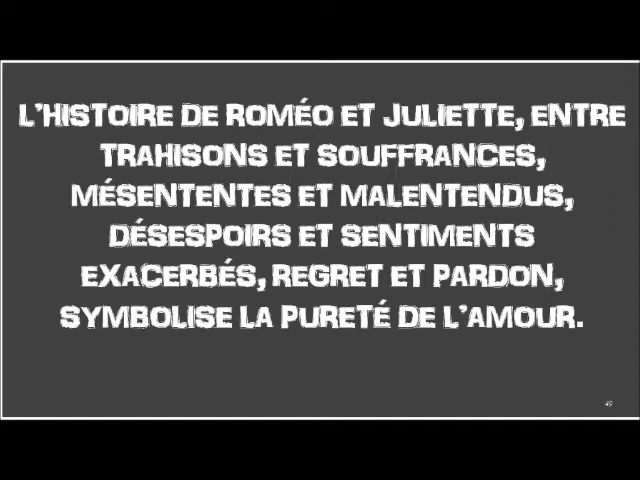 L'HISTOIRE DE ROMÉO ET JULIETTE, ENTRE
TRAHISONS ET SOUFFRANCES,
MÉSENTENTES ET MALENTENDUS,
DÉSESPOIRS ET SENTIMENTS
EXACERBÉS, REGRET ET PARDON,
SYMBOLISE LA PURETÉ DE L'AMOUR.
49